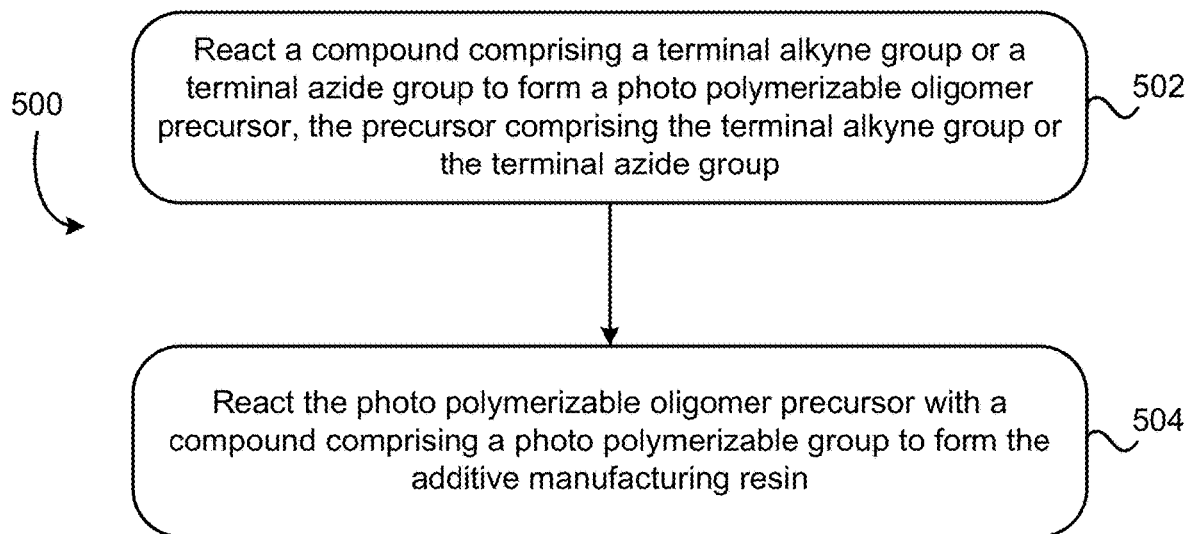 500
React a compound comprising a terminal alkyne group or a
terminal azide group to form a photo polymerizable oligomer
precursor, the precursor comprising the terminal alkyne group or
the terminal azide group
502
React the photo polymerizable oligomer precursor with a
compound comprising a photo polymerizable group to form the
additive manufacturing resin
504